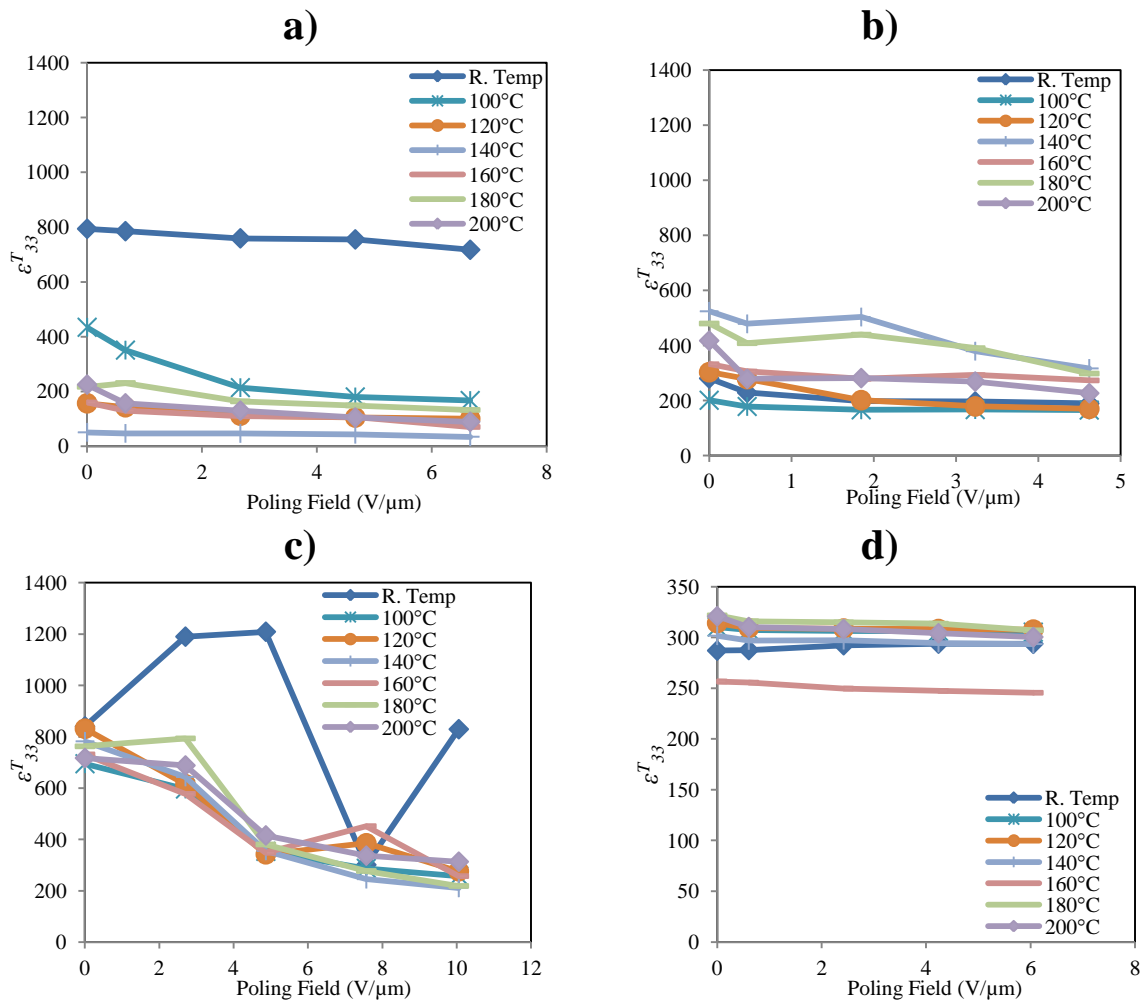 a)
1400
1200
1000
800
600
400
200
0
ε^T_33
0 2 4 6 8
Poling Field (V/µm)
R. Temp
100°C
120°C
140°C
160°C
180°C
200°C
b)
1400
1200
1000
800
600
400
200
0
ε^T_33
0 1 2 3 4 5
Poling Field (V/µm)
R. Temp
100°C
120°C
140°C
160°C
180°C
200°C
c)
1400
1200
1000
800
600
400
200
0
ε^T_33
0 2 4 6 8 10 12
Poling Field (V/µm)
R. Temp
100°C
120°C
140°C
160°C
180°C
200°C
d)
350
300
250
200
150
100
50
0
ε^T_33
0 2 4 6 8
Poling Field (V/µm)
R. Temp
100°C
120°C
140°C
160°C
180°C
200°C